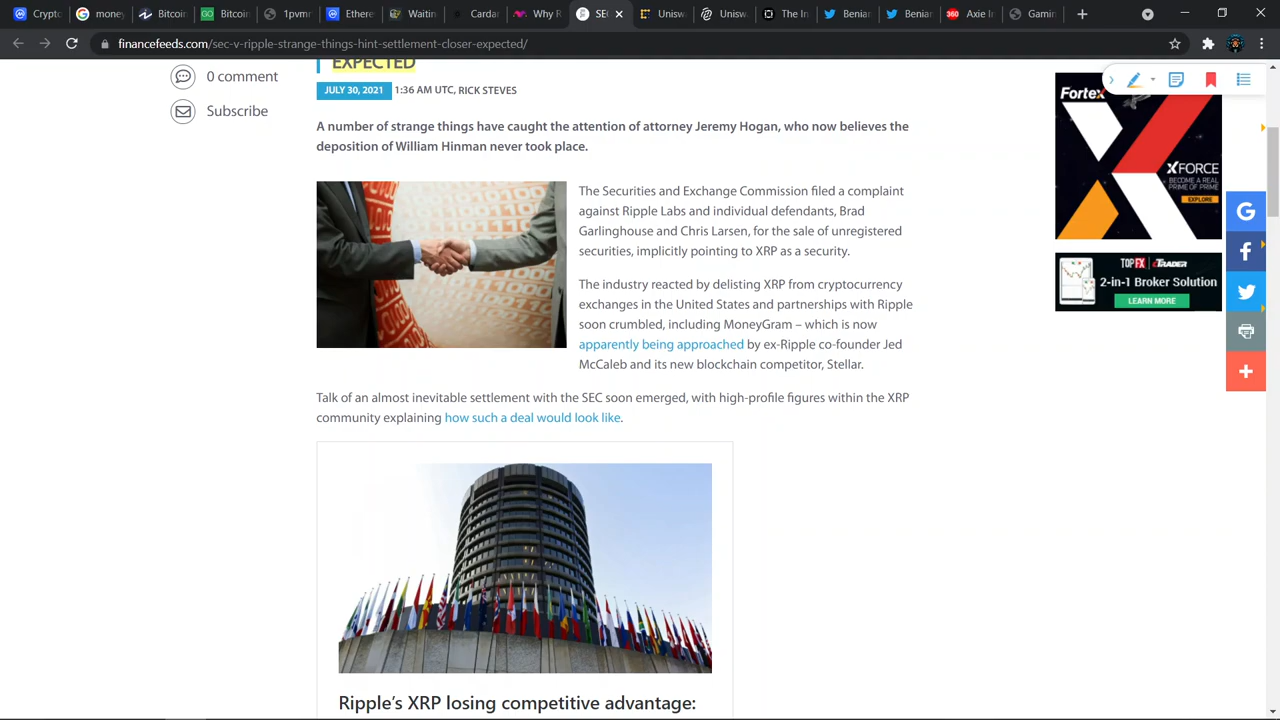 Crypto
money
Bitcoi
Bitcoin
1pvmr
Ethere
Waitin
Cardar
Why R
SEC
Unisw
Unisw
The In
Benian
Benian
360
Axie In
Gamin
financefeeds.com/sec-v-ripple-strange-things-hint-settlement-closer-expected/
EXPECTED
0 comment
Subscribe
JULY 30, 2021 1:36 AM UTC, RICK STEVES
A number of strange things have caught the attention of attorney Jeremy Hogan, who now believes the
deposition of William Hinman never took place.
The Securities and Exchange Commission filed a complaint
against Ripple Labs and individual defendants, Brad
Garlinghouse and Chris Larsen, for the sale of unregistered
securities, implicitly pointing to XRP as a security.
The industry reacted by delisting XRP from cryptocurrency
exchanges in the United States and partnerships with Ripple
soon crumbled, including MoneyGram – which is now
apparently being approached by ex-Ripple co-founder Jed
McCaleb and its new blockchain competitor, Stellar.
Talk of an almost inevitable settlement with the SEC soon emerged, with high-profile figures within the XRP
community explaining how such a deal would look like.
Ripple's XRP losing competitive advantage:
Fortex
XFORCE
BECOME A REAL
PRIME OF PRIME
EXPLORE
TOP FX cTRADER
2-in-1 Broker Solution
LEARN MORE